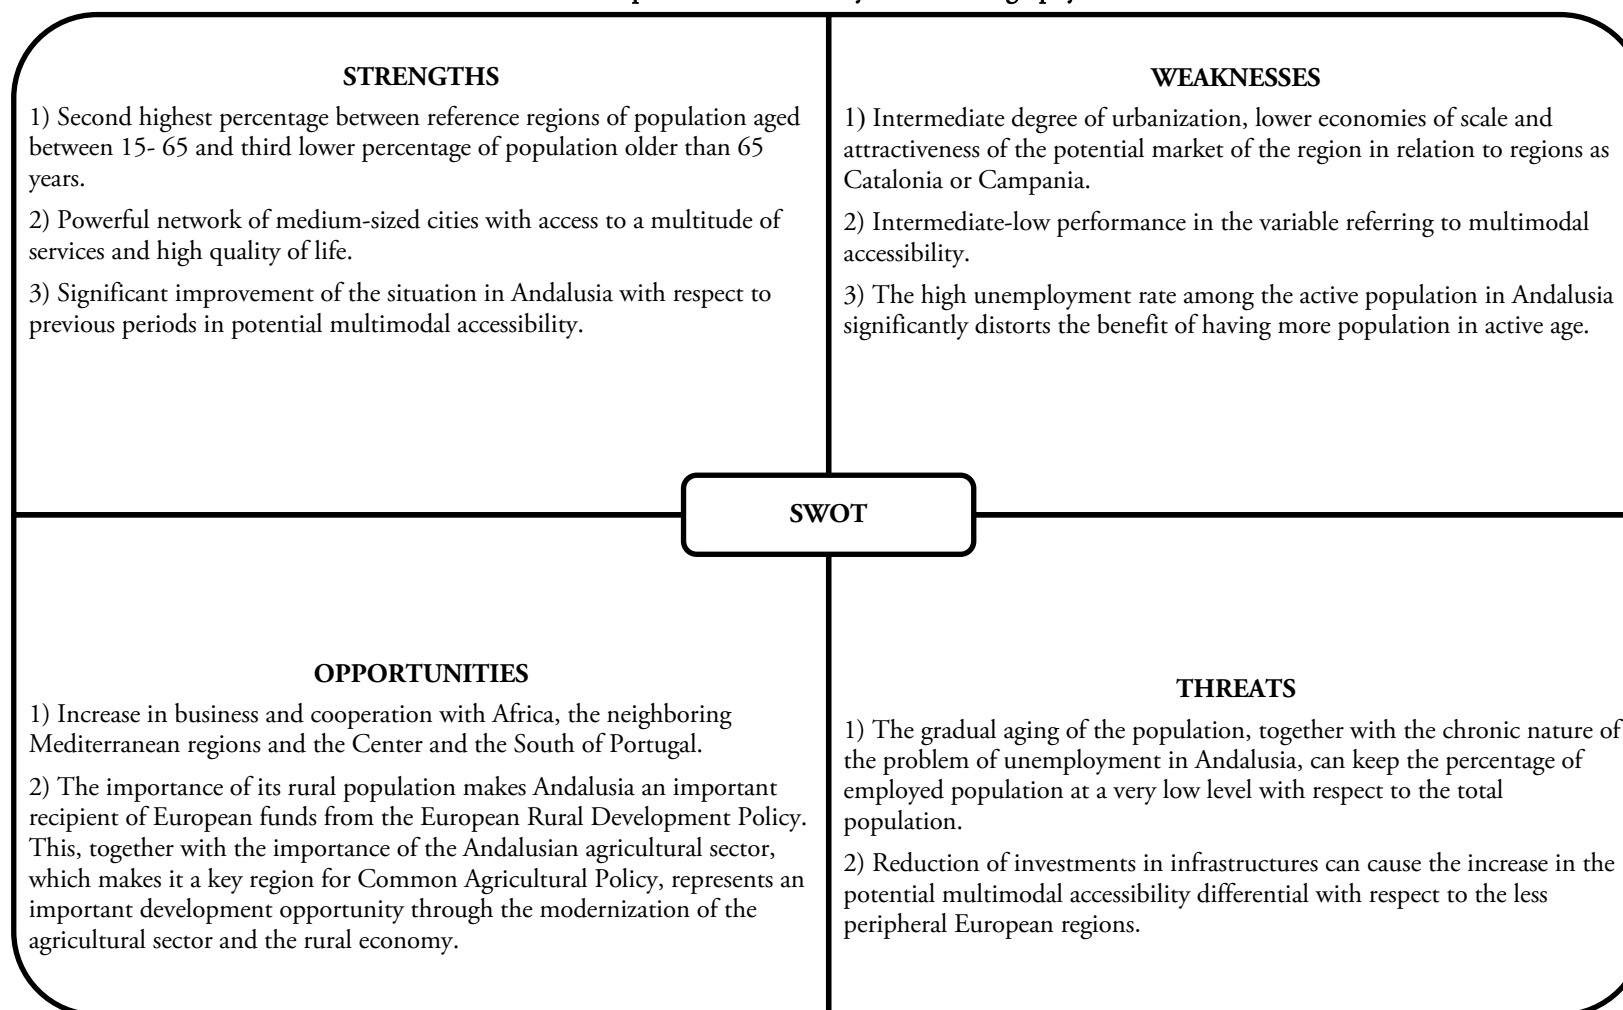 STRENGTHS
1) Second highest percentage between reference regions of population aged
between 15- 65 and third lower percentage of population older than 65
years.
2) Powerful network of medium-sized cities with access to a multitude of
services and high quality of life.
3) Significant improvement of the situation in Andalusia with respect to
previous periods in potential multimodal accessibility.
WEAKNESSES
1) Intermediate degree of urbanization, lower economies of scale and
attractiveness of the potential market of the region in relation to regions as
Catalonia or Campania.
2) Intermediate-low performance in the variable referring to multimodal
accessibility.
3) The high unemployment rate among the active population in Andalusia
significantly distorts the benefit of having more population in active age.
SWOT
OPPORTUNITIES
1) Increase in business and cooperation with Africa, the neighboring
Mediterranean regions and the Center and the South of Portugal.
2) The importance of its rural population makes Andalusia an important
recipient of European funds from the European Rural Development Policy.
This, together with the importance of the Andalusian agricultural sector,
which makes it a key region for Common Agricultural Policy, represents an
important development opportunity through the modernization of the
agricultural sector and the rural economy.
THREATS
1) The gradual aging of the population, together with the chronic nature of
the problem of unemployment in Andalusia, can keep the percentage of
employed population at a very low level with respect to the total
population.
2) Reduction of investments in infrastructures can cause the increase in the
potential multimodal accessibility differential with respect to the less
peripheral European regions.